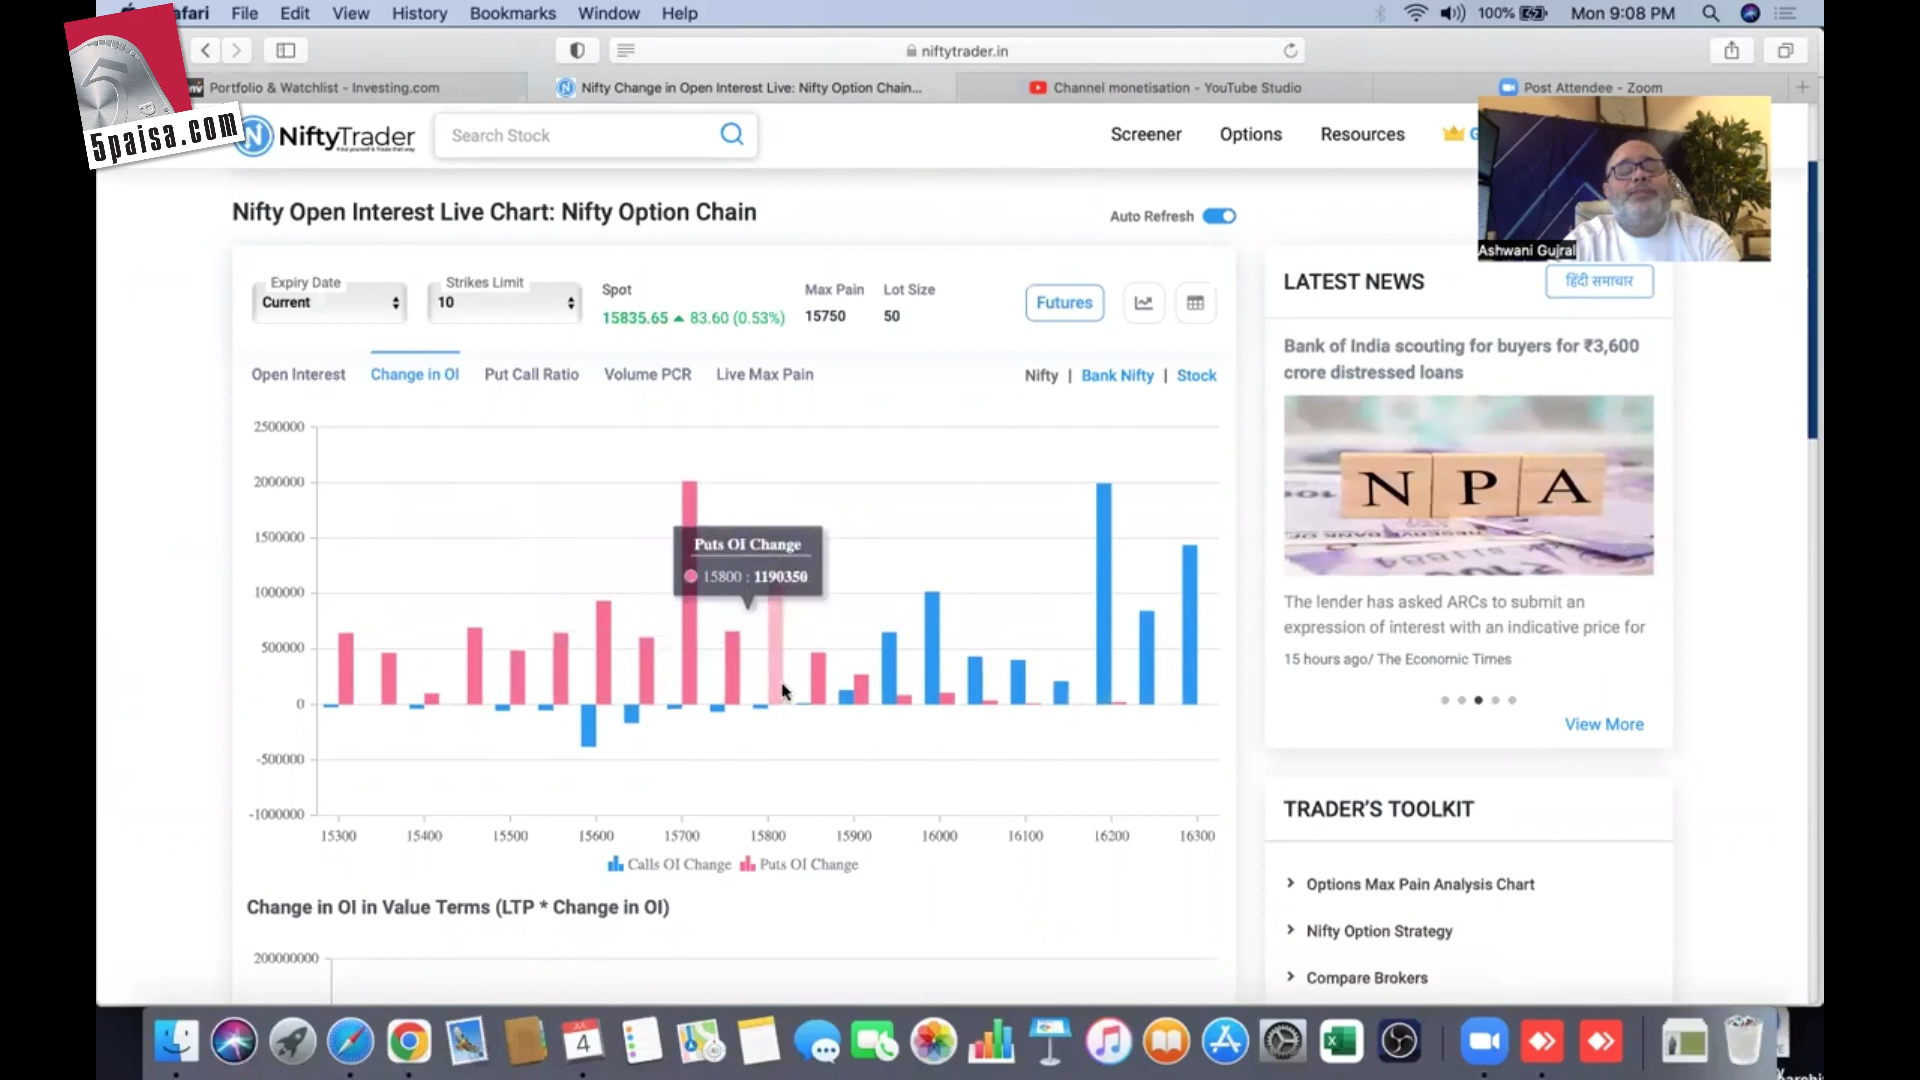 afari File Edit View History Bookmarks Window Help 100% Mon 9:08 PM
niftytrader.in
Portfolio & Watchlist - Investing.com Nifty Change in Open Interest Live: Nifty Option Chain... Channel monetisation - YouTube Studio Post Attendee - Zoom
5paisa.com
NiftyTrader Search Stock Screener Options Resources G
Ashwani Gujral
Nifty Open Interest Live Chart: Nifty Option Chain Auto Refresh
Expiry Date Strikes Limit Spot Max Pain Lot Size
Current 10 15835.65 83.60 (0.53%) 15750 50 Futures
Open Interest Change in OI Put Call Ratio Volume PCR Live Max Pain Nifty | Bank Nifty | Stock
2500000
2000000
1500000
1000000
500000
0
-500000
-1000000
Puts OI Change
15800 : 1190350
15300 15400 15500 15600 15700 15800 15900 16000 16100 16200 16300
Calls OI Change Puts OI Change
Change in OI in Value Terms (LTP * Change in OI)
200000000
LATEST NEWS हिंदी समाचार
Bank of India scouting for buyers for ₹3,600
crore distressed loans
N P A
The lender has asked ARCs to submit an
expression of interest with an indicative price for
15 hours ago/ The Economic Times
View More
TRADER'S TOOLKIT
Options Max Pain Analysis Chart
Nifty Option Strategy
Compare Brokers
JUL
4